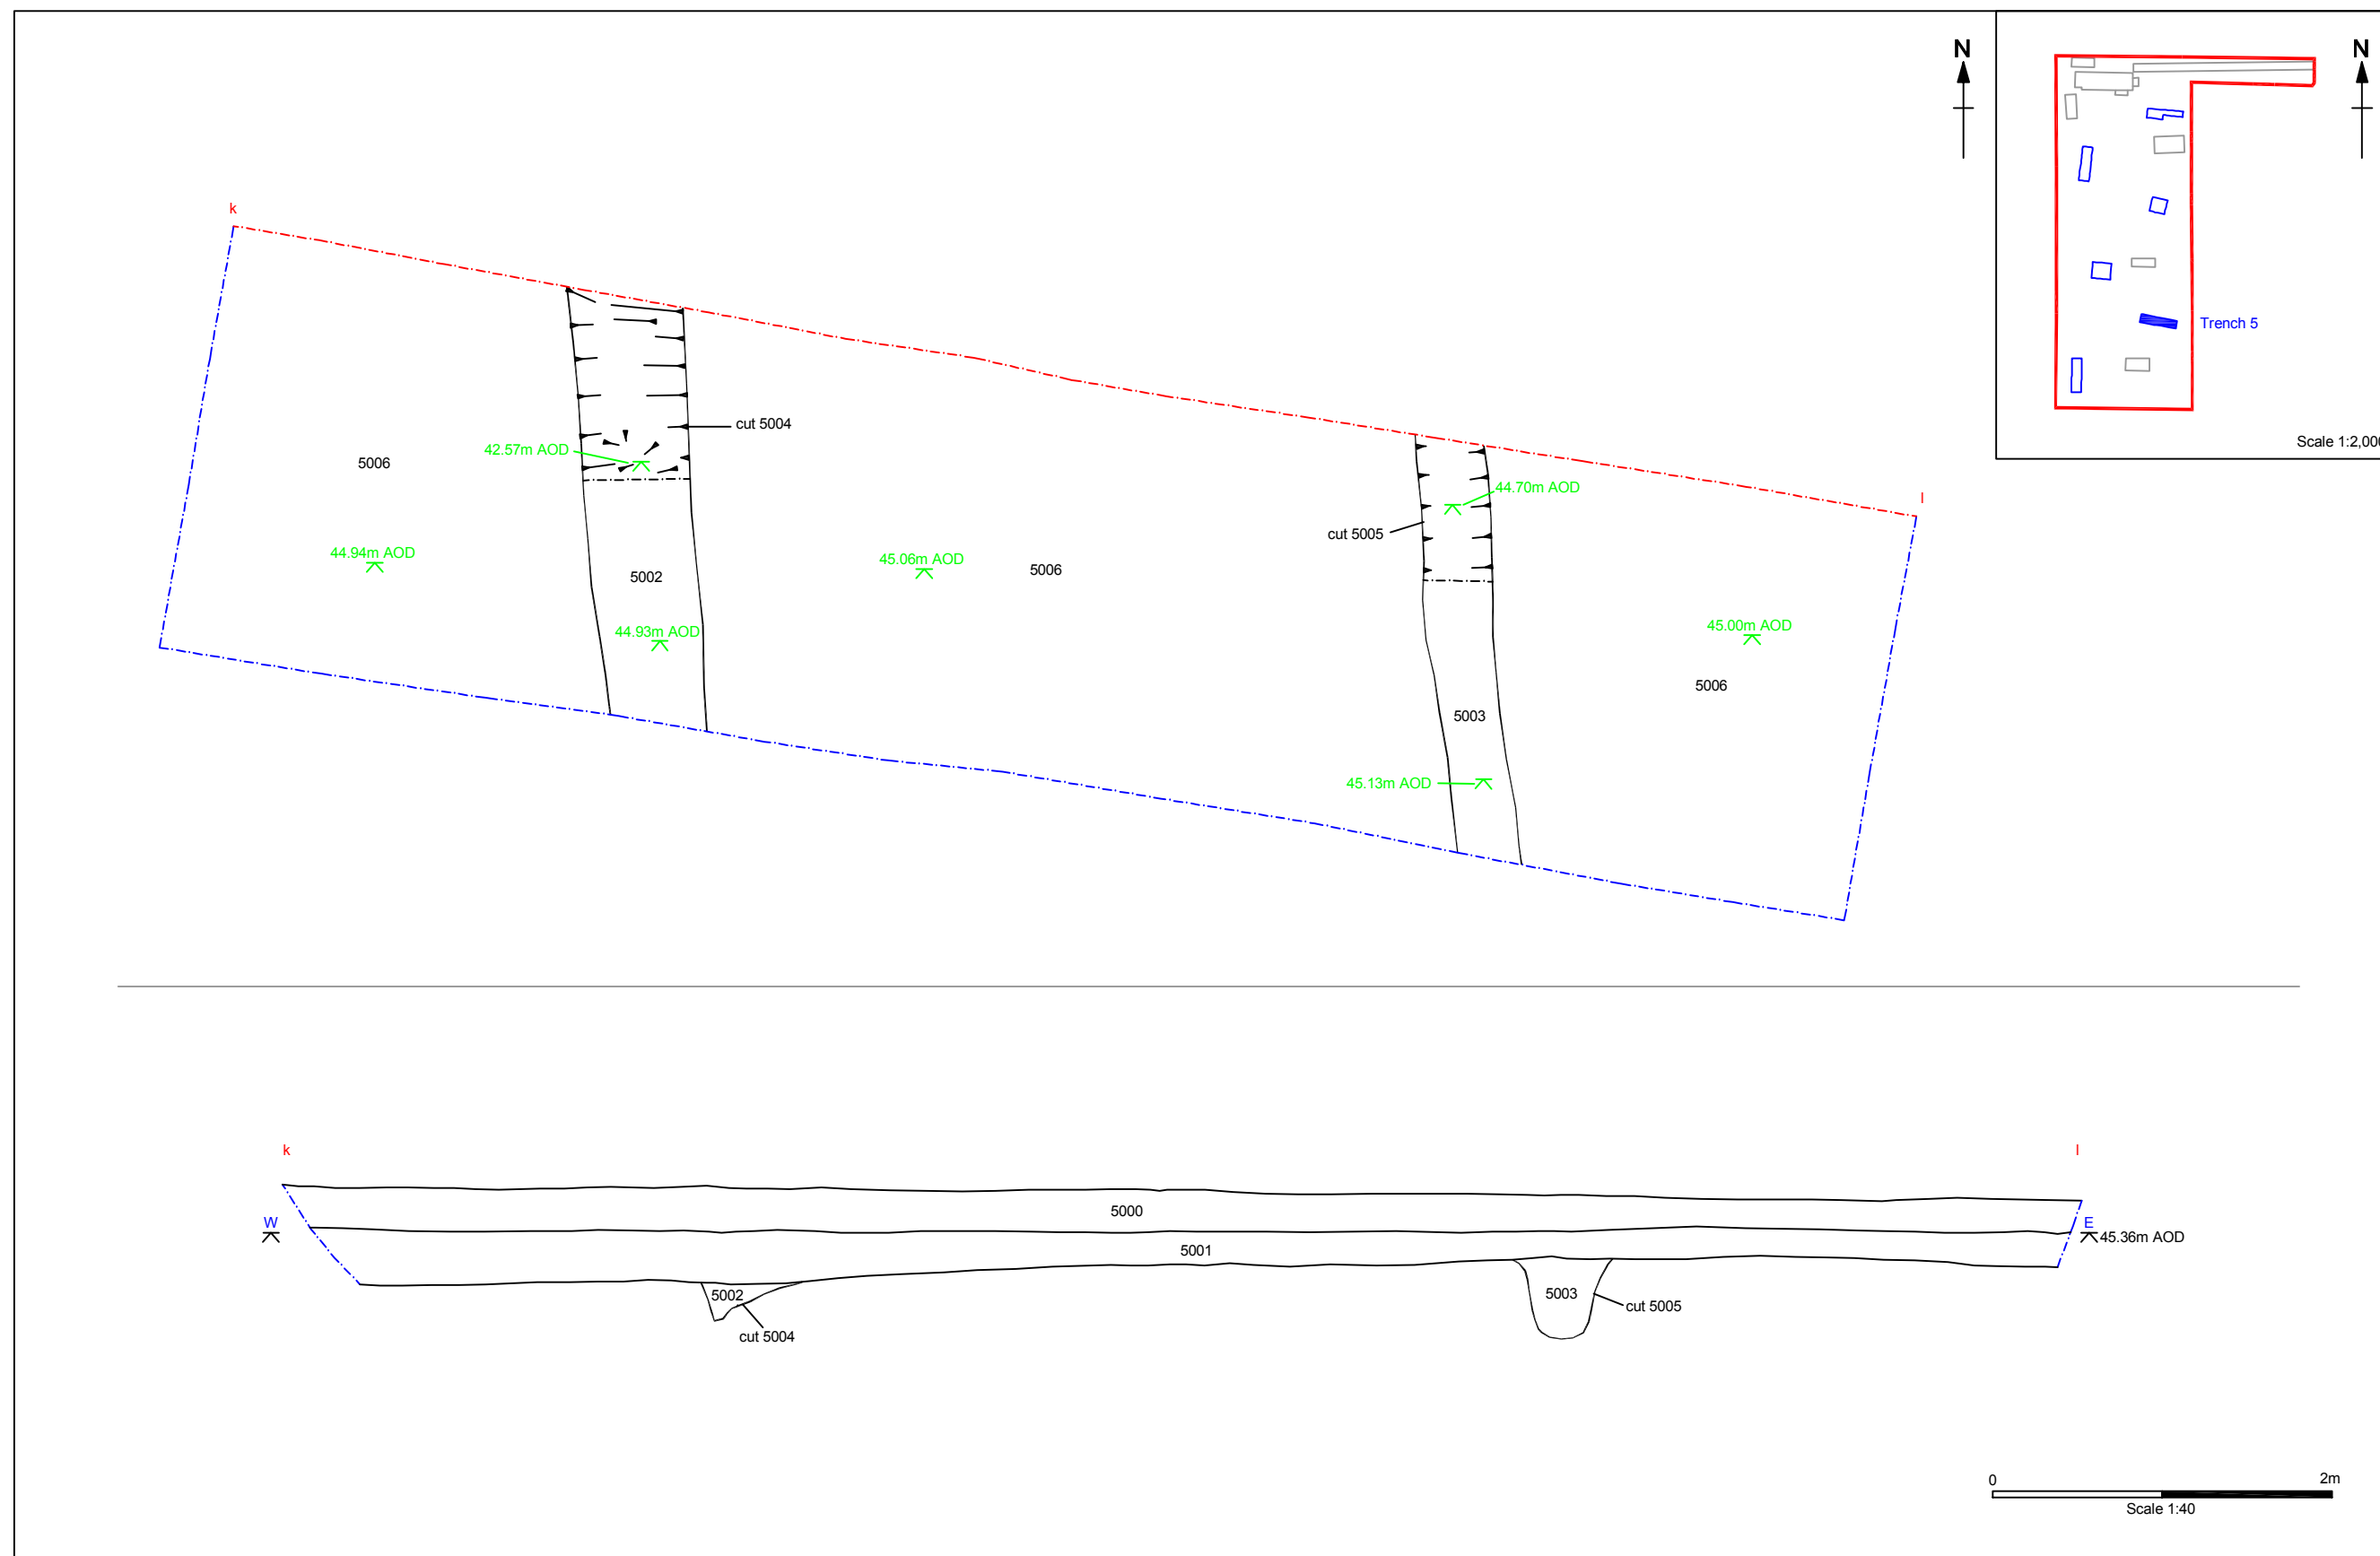 N
N
k
Trench 5
cut 5004
Scale 1:2,00
42.57m AOD
5006
44.70m AOD
l
cut 5005
44.94m AOD
45.06m AOD
5006
5002
44.93m AOD
45.00m AOD
5006
5003
45.13m AOD
k
l
5000
W
E
45.36m AOD
5001
5002
5003
cut 5005
cut 5004
0
2m
Scale 1:40